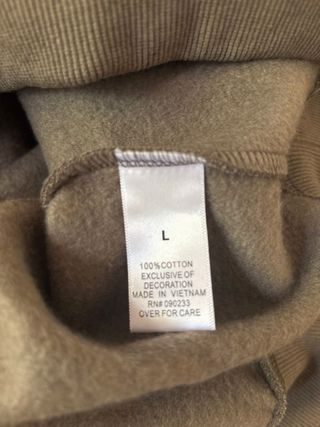 L
100% COTTON
EXCLUSIVE OF
DECORATION
MADE IN VIETNAM
RN# 090233
OVER FOR CARE